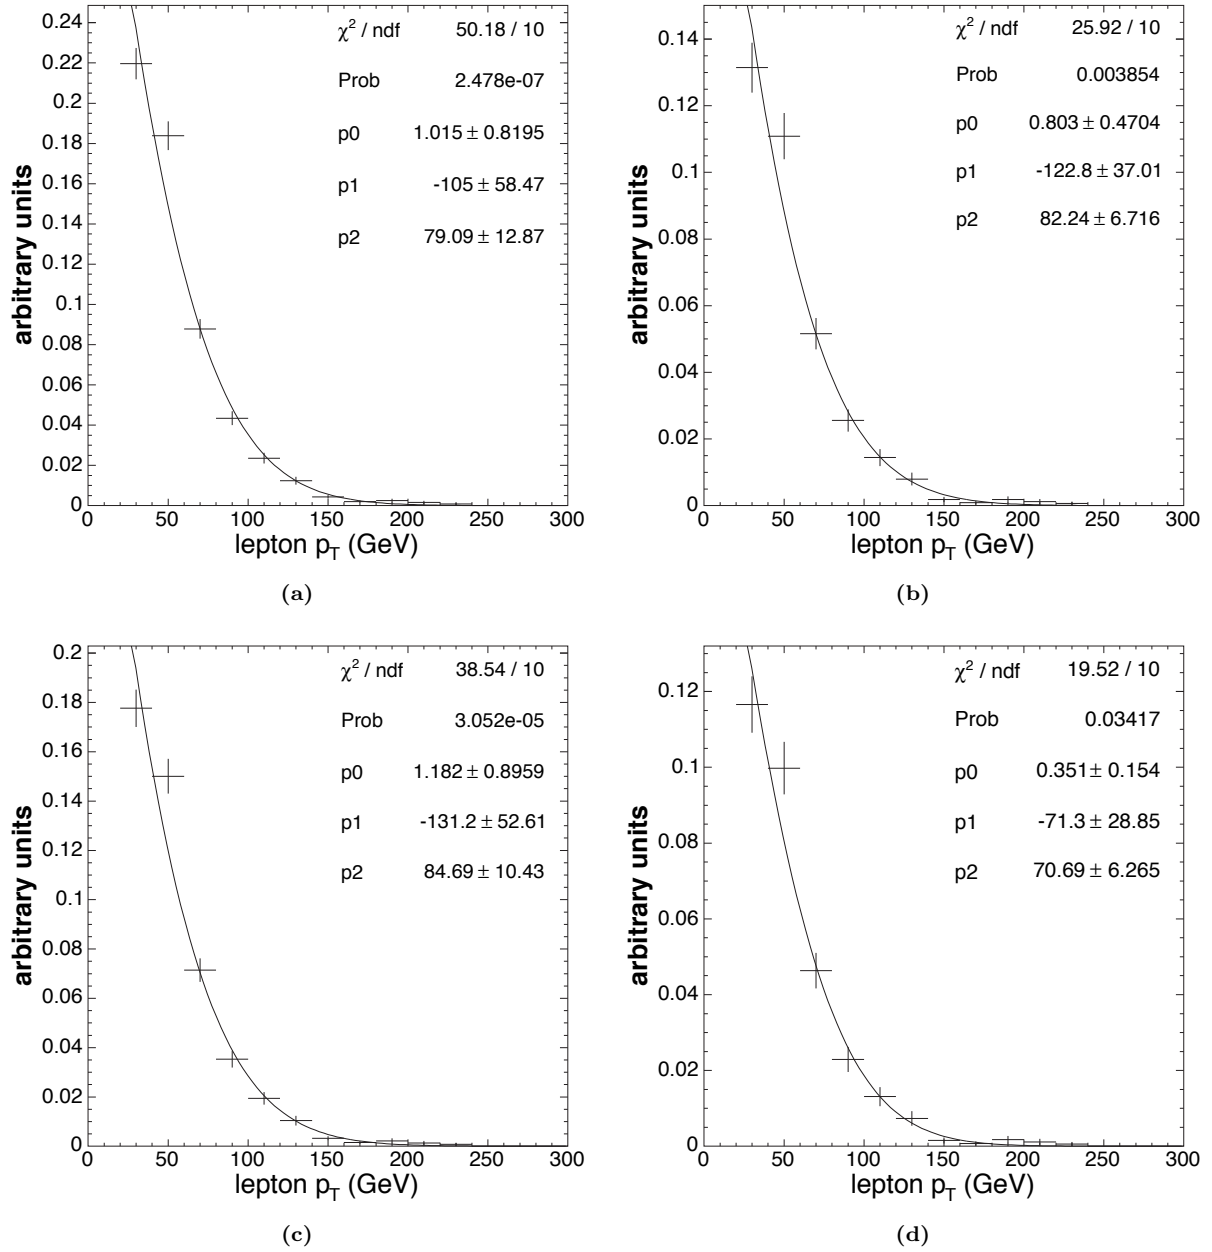 χ² / ndf 50.18 / 10
Prob 2.478e-07
p0 1.015 ± 0.8195
p1 -105 ± 58.47
p2 79.09 ± 12.87
0.24
0.22
0.2
0.18
0.16
0.14
0.12
0.1
0.08
0.06
0.04
0.02
0
arbitrary units
0 50 100 150 200 250 300
lepton p_T (GeV)
(a)
χ² / ndf 25.92 / 10
Prob 0.003854
p0 0.803 ± 0.4704
p1 -122.8 ± 37.01
p2 82.24 ± 6.716
0.14
0.12
0.1
0.08
0.06
0.04
0.02
0
arbitrary units
0 50 100 150 200 250 300
lepton p_T (GeV)
(b)
χ² / ndf 38.54 / 10
Prob 3.052e-05
p0 1.182 ± 0.8959
p1 -131.2 ± 52.61
p2 84.69 ± 10.43
0.2
0.18
0.16
0.14
0.12
0.1
0.08
0.06
0.04
0.02
0
arbitrary units
0 50 100 150 200 250 300
lepton p_T (GeV)
(c)
χ² / ndf 19.52 / 10
Prob 0.03417
p0 0.351 ± 0.154
p1 -71.3 ± 28.85
p2 70.69 ± 6.265
0.12
0.1
0.08
0.06
0.04
0.02
0
arbitrary units
0 50 100 150 200 250 300
lepton p_T (GeV)
(d)